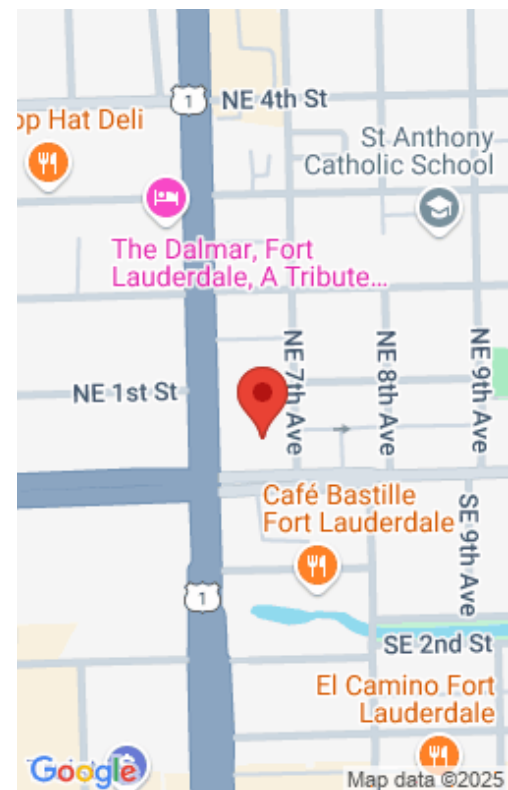 1
NE 4th St
op Hat Deli
St Anthony
Catholic School
The Dalmar, Fort
Lauderdale, A Tribute...
NE 1st St
NE 7th Ave
NE 8th Ave
NE 9th Ave
Café Bastille
Fort Lauderdale
SE 9th Ave
1
SE 2nd St
El Camino Fort
Lauderdale
Google
Map data ©2025